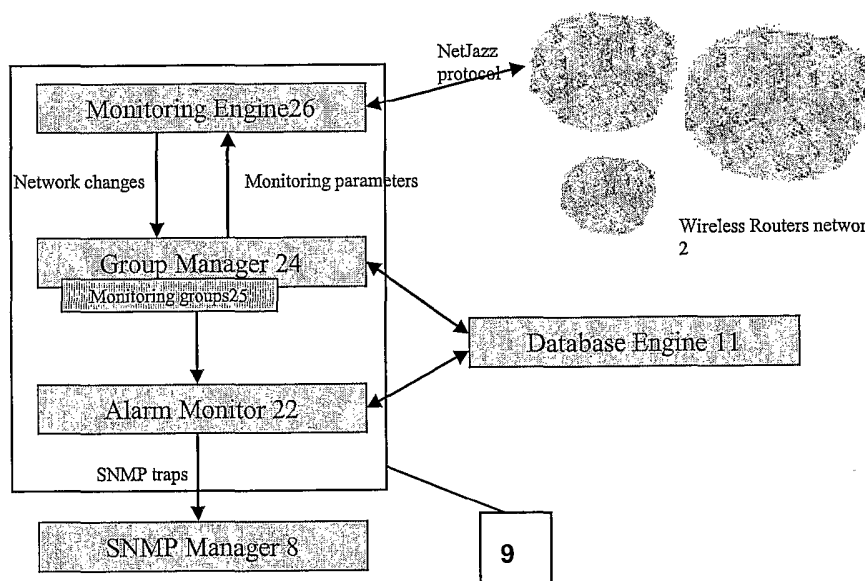 NetJazz
protocol
Monitoring Engine26
Network changes
Monitoring parameters
Wireless Routers networ
2
Group Manager 24
Monitoring groups25
Database Engine 11
Alarm Monitor 22
SNMP traps
SNMP Manager 8
9